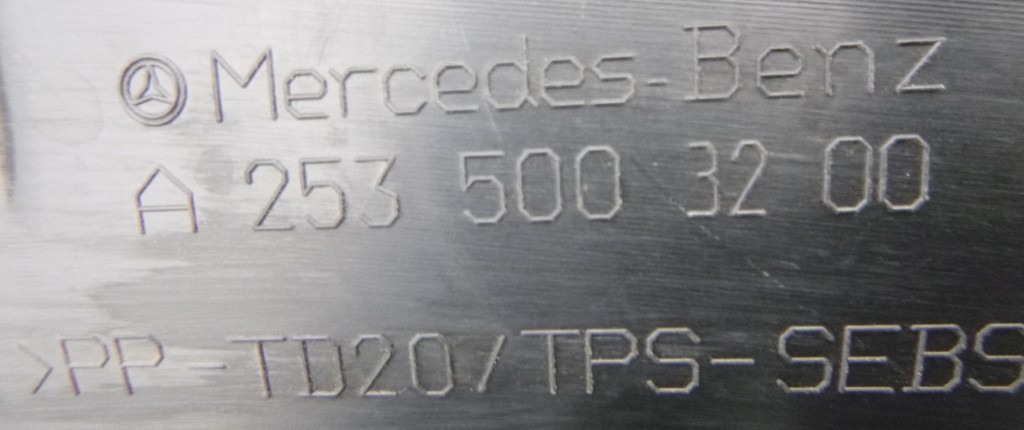 Mercedes-Benz
A 253 500 32 00
>PP-TD20/TPS-SEBS